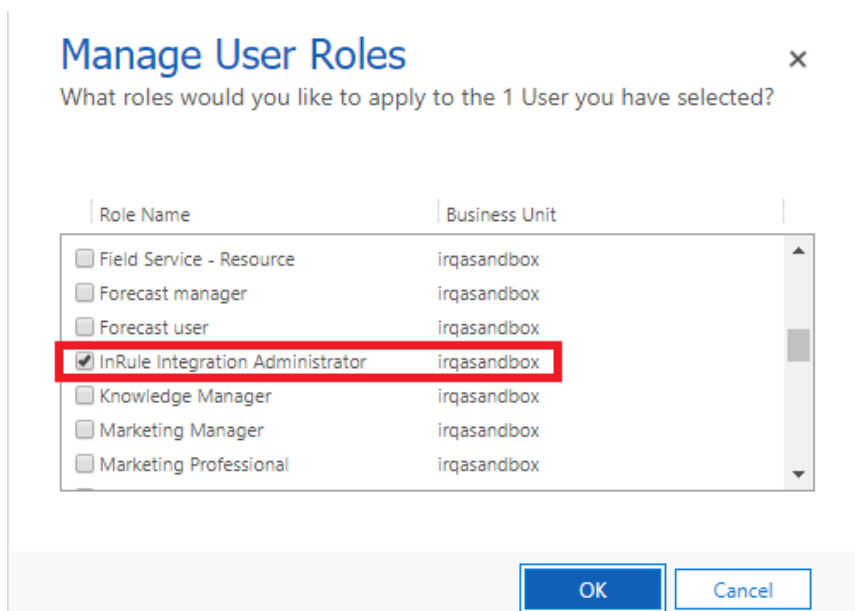 Manage User Roles
What roles would you like to apply to the 1 User you have selected?
Role Name Business Unit
Field Service - Resource irqasandbox
Forecast manager irqasandbox
Forecast user irqasandbox
InRule Integration Administrator irqasandbox
Knowledge Manager irqasandbox
Marketing Manager irqasandbox
Marketing Professional irqasandbox
OK Cancel